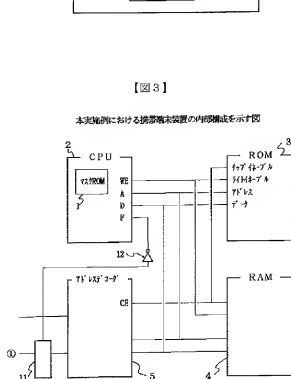 【図3】
本実施例における携帯端末装置の内部構成を示す図
2
CPU
マスクROM
1
WE
A
D
P
12
3
ROM
チップイネーブル
ライトイネーブル
アドレス
データ
アドレスデコーダ
CE
5
RAM
4
①
11